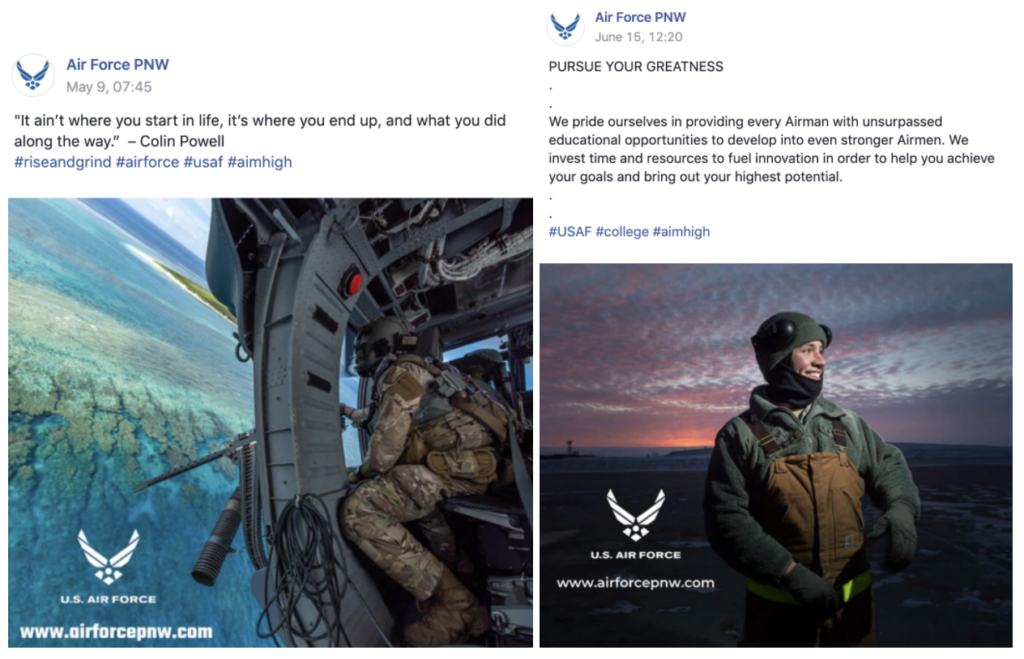 Air Force PNW
May 9, 07:45
"It ain’t where you start in life, it’s where you end up, and what you did
along the way.” – Colin Powell
#riseandgrind #airforce #usaf #aimhigh
U.S. AIR FORCE
www.airforcepnw.com
Air Force PNW
June 15, 12:20
PURSUE YOUR GREATNESS
.
.
We pride ourselves in providing every Airman with unsurpassed
educational opportunities to develop into even stronger Airmen. We
invest time and resources to fuel innovation in order to help you achieve
your goals and bring out your highest potential.
.
.
#USAF #college #aimhigh
U.S. AIR FORCE
www.airforcepnw.com